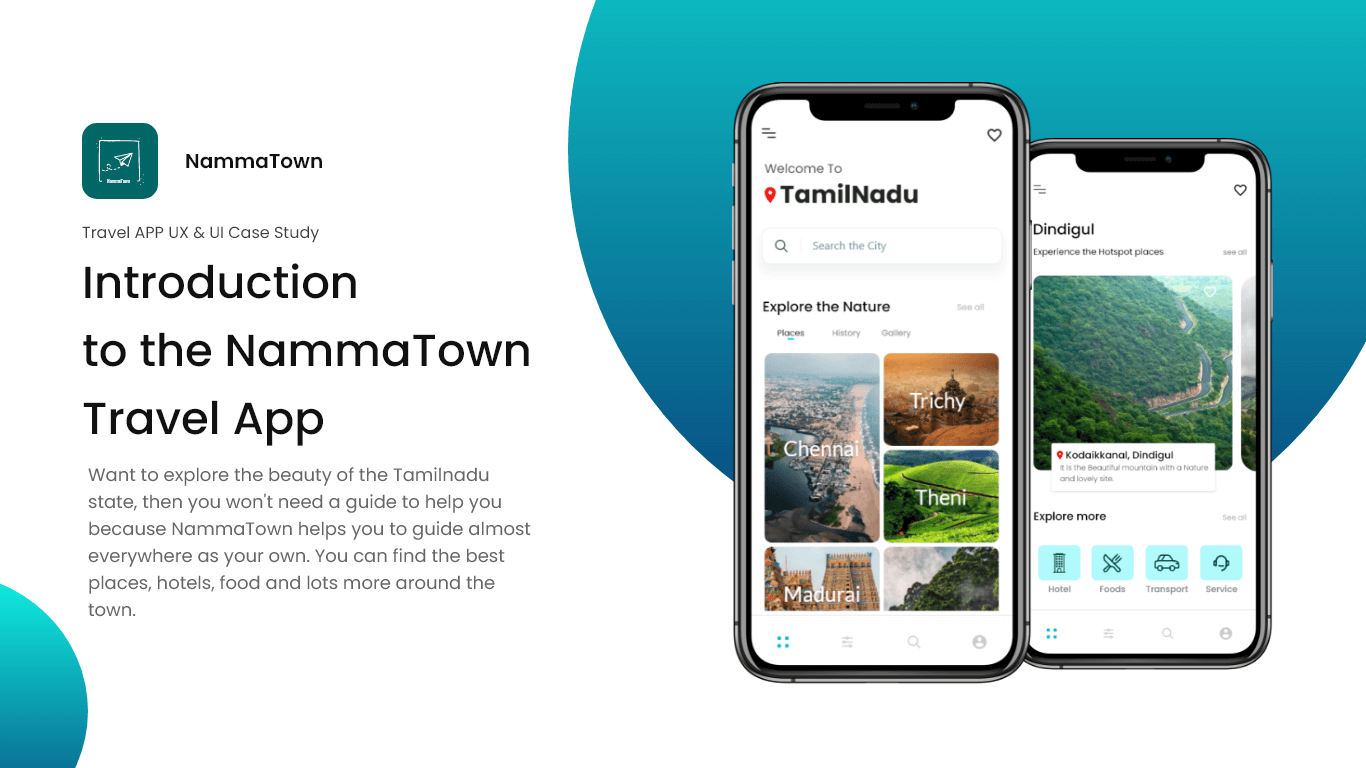 NammaTown
NammaTown
Travel APP UX & UI Case Study
Introduction
to the NammaTown
Travel App
Want to explore the beauty of the Tamilnadu
state, then you won't need a guide to help you
because NammaTown helps you to guide almost
everywhere as your own. You can find the best
places, hotels, food and lots more around the
town.
Welcome To
TamilNadu
Search the City
Explore the Nature
See all
Places
History
Gallery
Chennai
Trichy
Theni
Madurai
Dindigul
Experience the Hotspot places
see all
Kodaikkanal, Dindigul
It is the Beautiful mountain with a Nature
and lovely site.
Explore more
See all
Hotel
Foods
Transport
Service